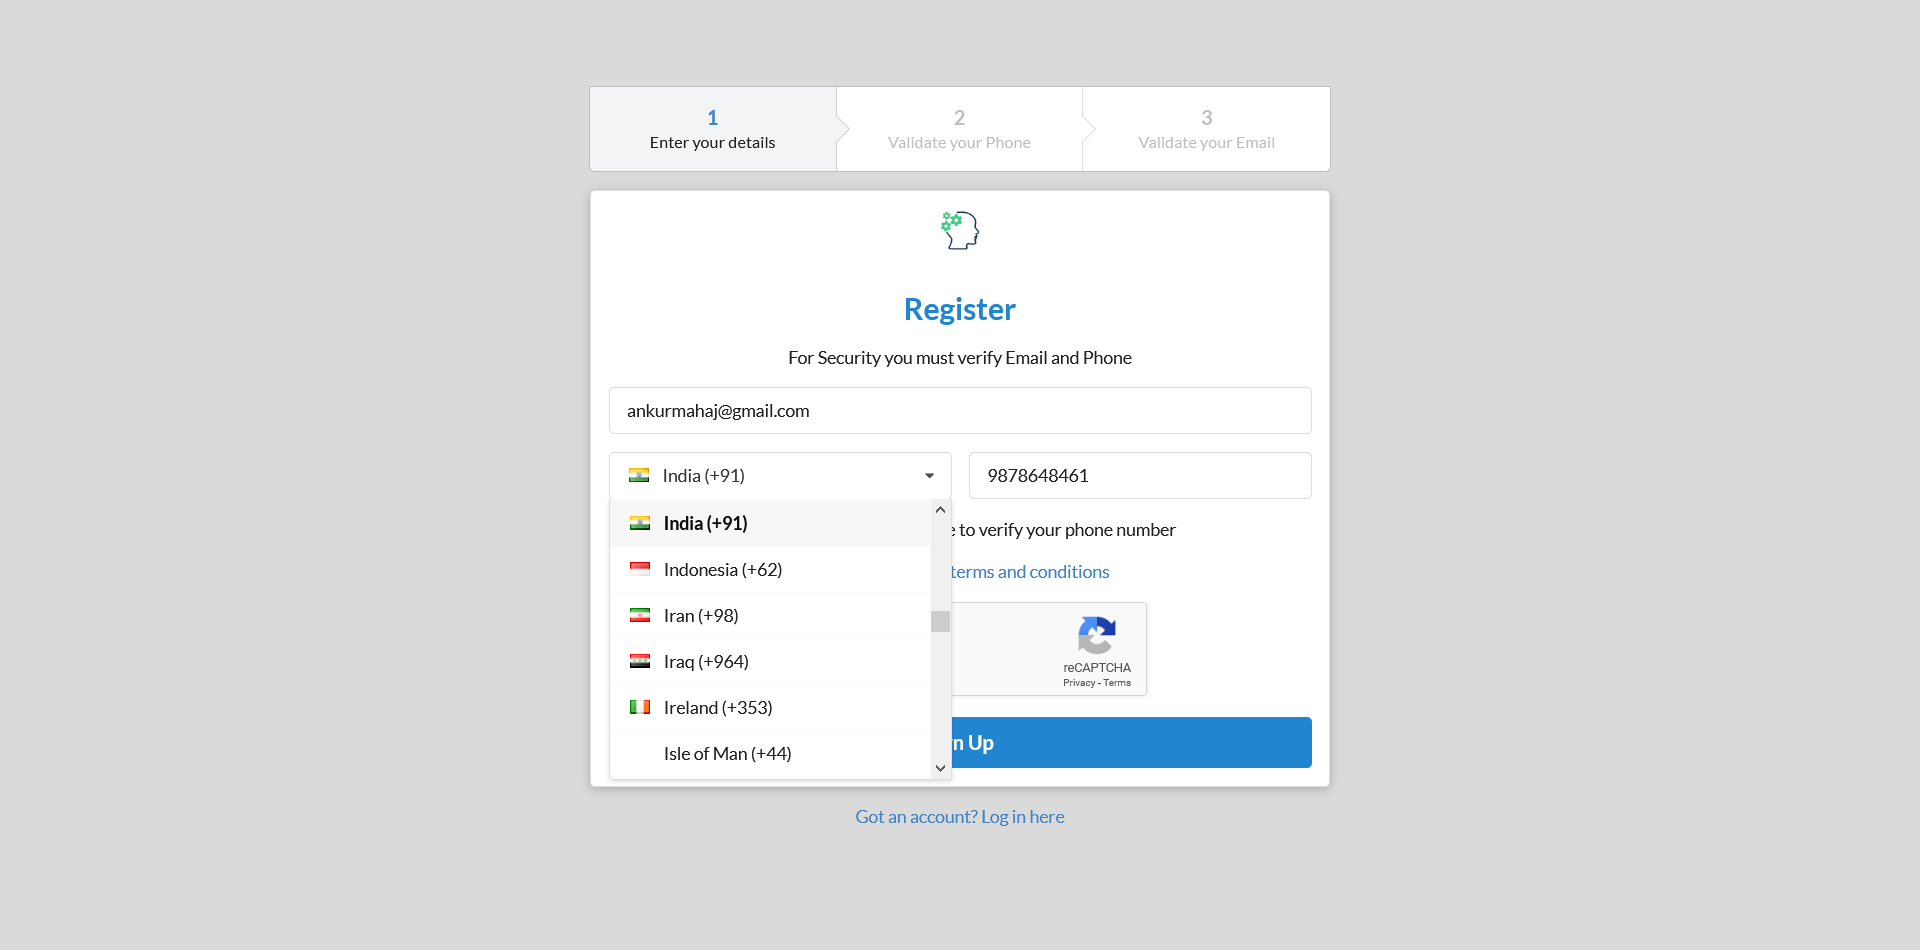 1
Enter your details
2
Validate your Phone
3
Validate your Email
Register
For Security you must verify Email and Phone
ankurmahaj@gmail.com
India (+91)
9878648461
India (+91)
Indonesia (+62)
Iran (+98)
Iraq (+964)
Ireland (+353)
Isle of Man (+44)
to verify your phone number
terms and conditions
reCAPTCHA
Privacy - Terms
Up
Got an account? Log in here